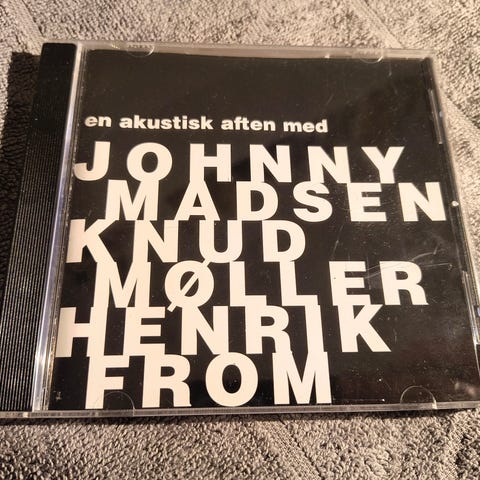 en akustisk aften med
JOHNNY
MADSEN
KNUD
MØLLER
HENRIK
FROM